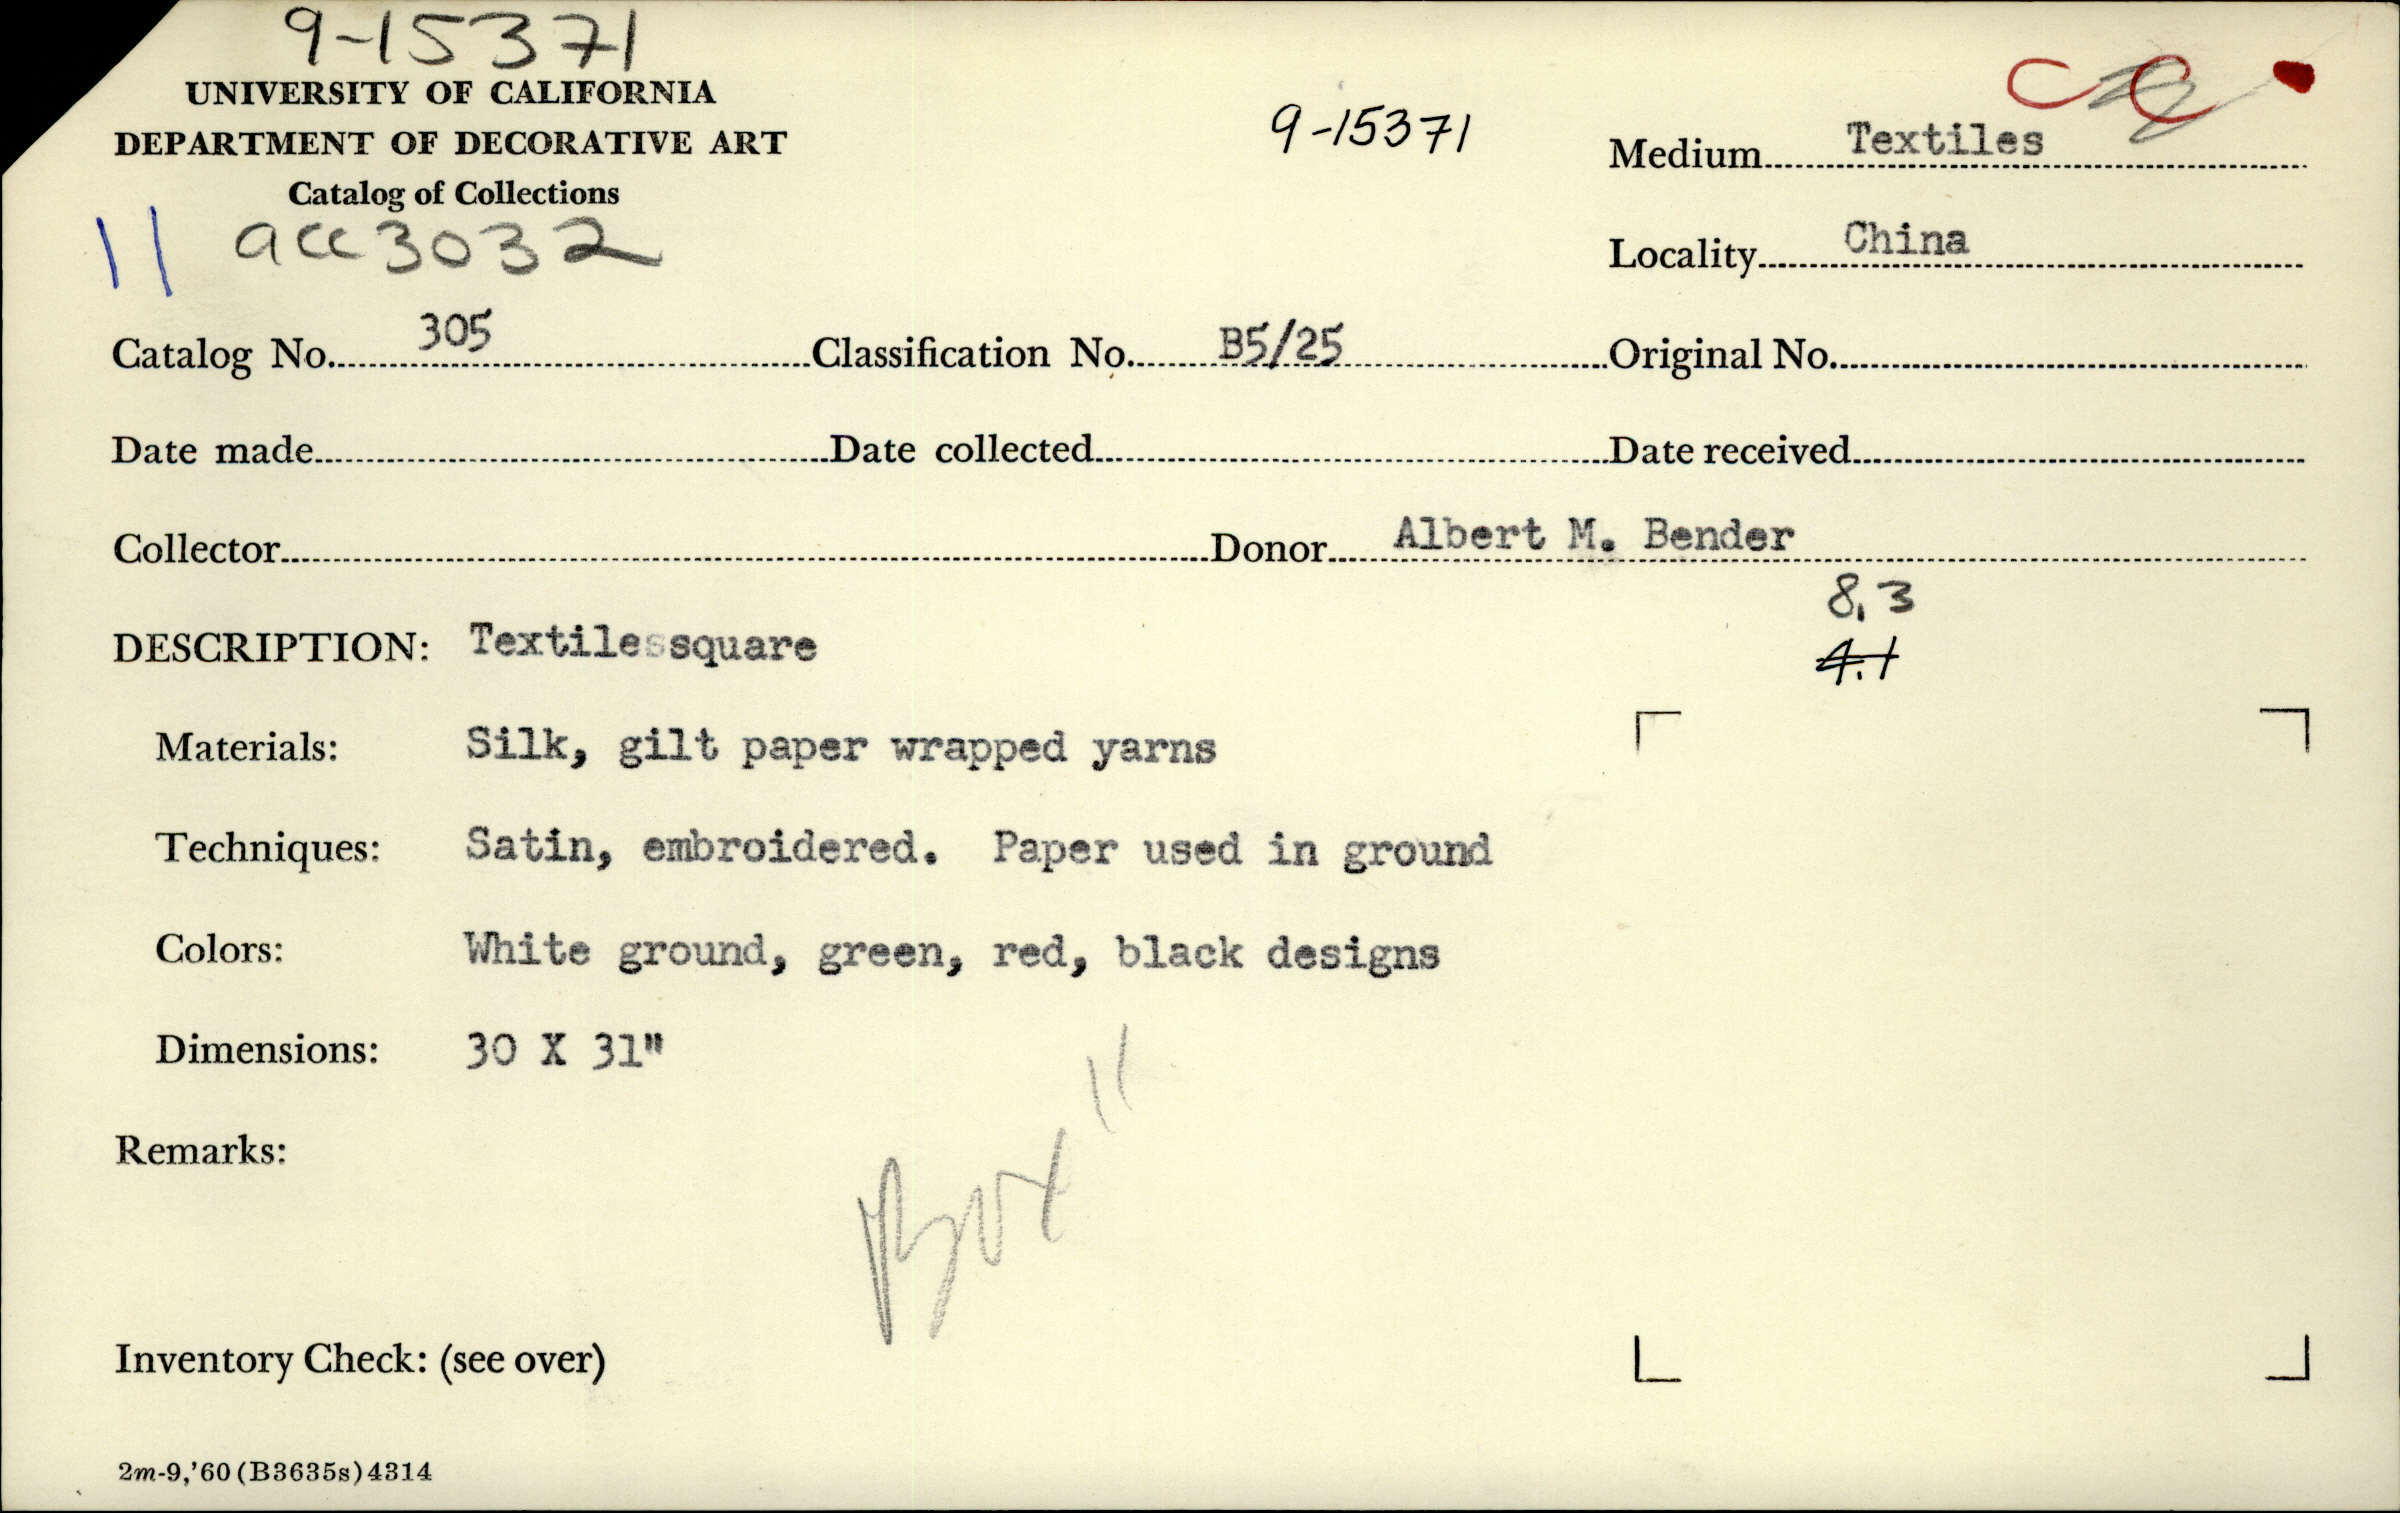 9-15371
UNIVERSITY OF CALIFORNIA
DEPARTMENT OF DECORATIVE ART
Catalog of Collections
11 acc 3032
9-15371
C C
Medium Textiles
Locality China
Catalog No. 305 Classification No. B5/25 Original No.
Date made Date collected Date received
Collector Donor Albert M. Bender
8.3
4.1
DESCRIPTION: Textile square
Materials: Silk, gilt paper wrapped yarns
Techniques: Satin, embroidered. Paper used in ground
Colors: White ground, green, red, black designs
Dimensions: 30 X 31"
Box 11
Remarks:
Inventory Check: (see over)
2m-9,'60 (B3635s) 4314